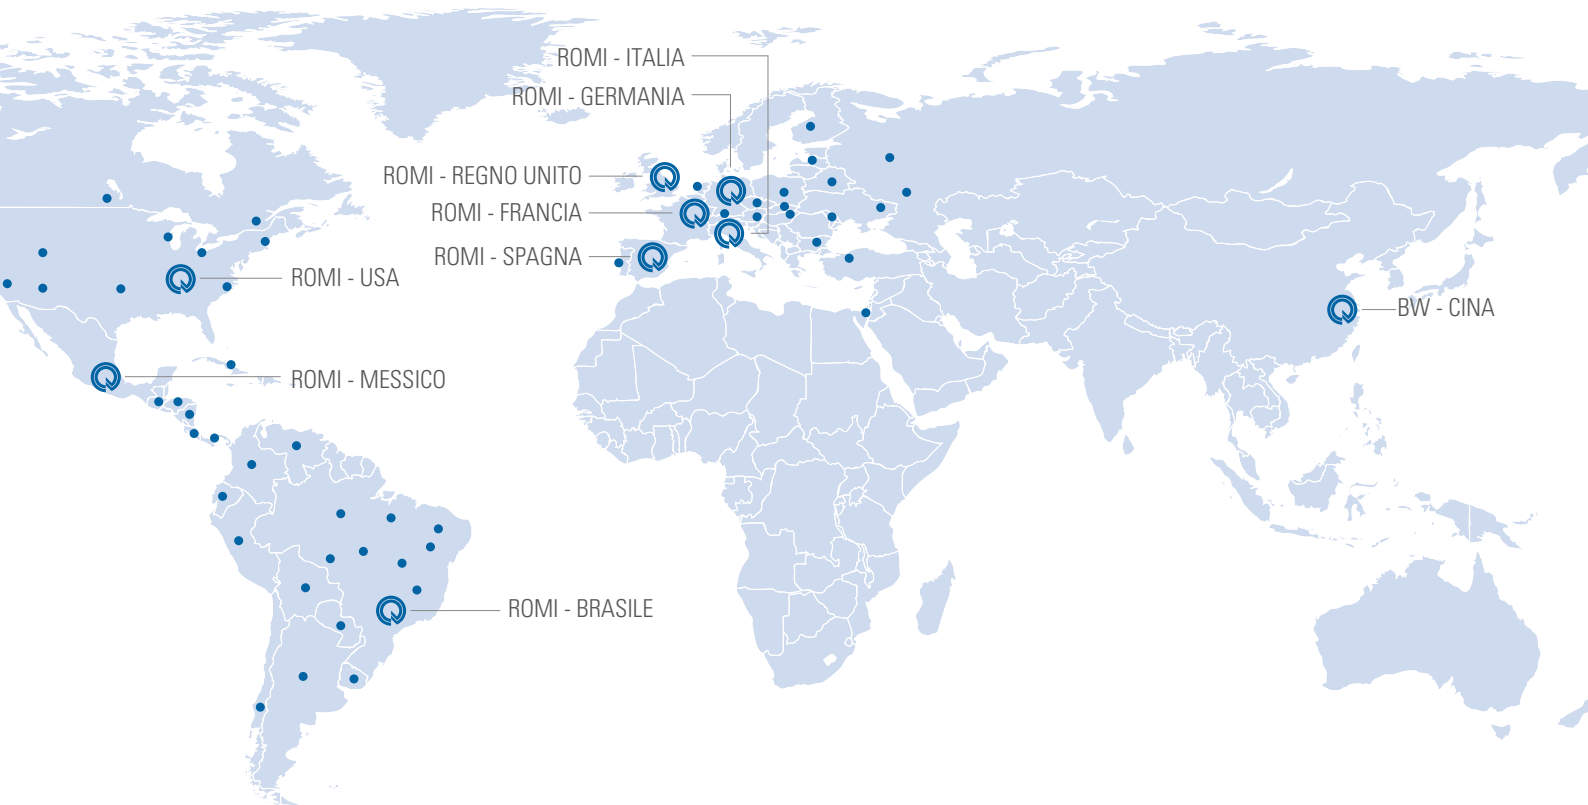 ROMI - ITALIA
ROMI - GERMANIA
ROMI - REGNO UNITO
ROMI - FRANCIA
ROMI - SPAGNA
ROMI - USA
BW - CINA
ROMI - MESSICO
ROMI - BRASILE